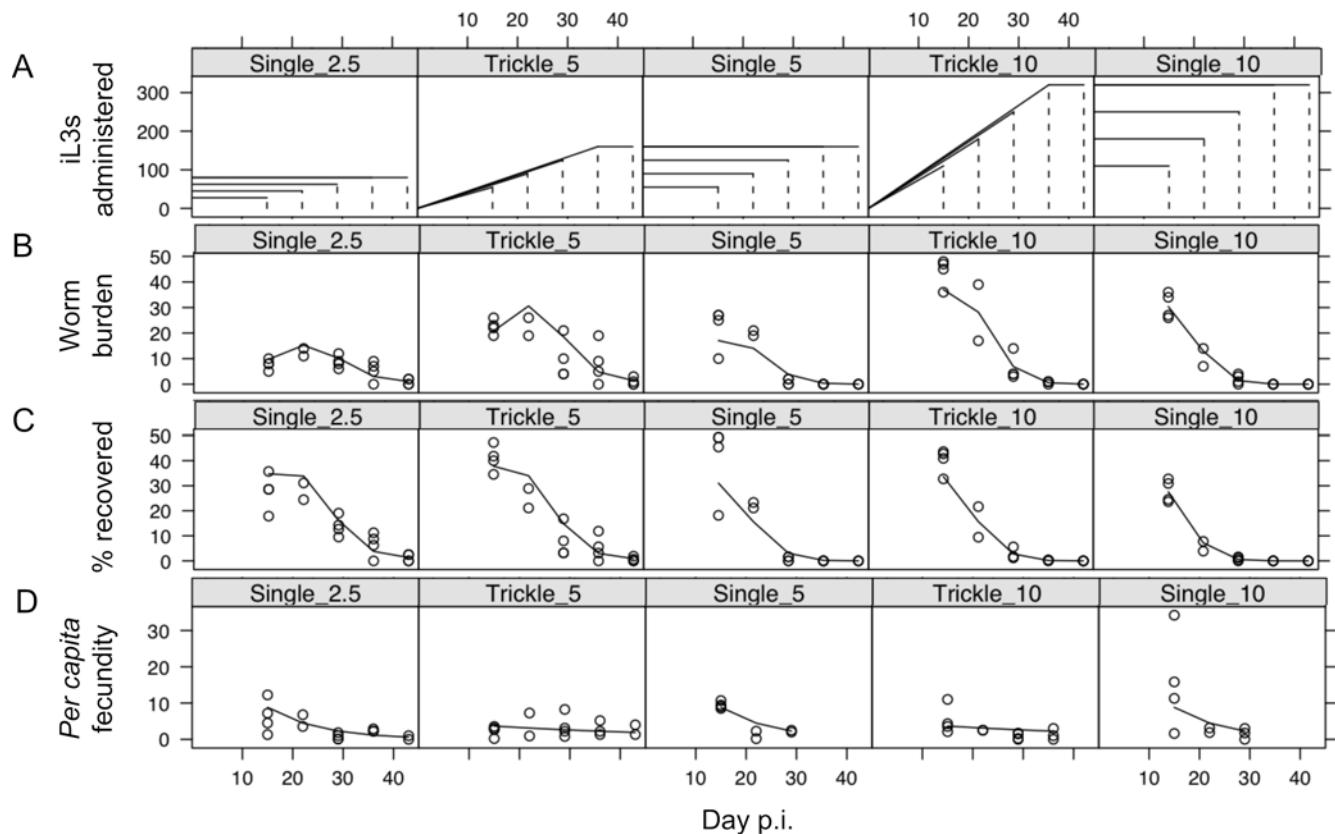 10 20 30 40 10 20 30 40
A
Single_2.5 Trickle_5 Single_5 Trickle_10 Single_10
iL3s
administered
300
200
100
0
B
Single_2.5 Trickle_5 Single_5 Trickle_10 Single_10
Worm
burden
50
40
30
20
10
0
C
Single_2.5 Trickle_5 Single_5 Trickle_10 Single_10
% recovered
50
40
30
20
10
0
D
Single_2.5 Trickle_5 Single_5 Trickle_10 Single_10
Per capita
fecundity
30
20
10
0
10 20 30 40 10 20 30 40 10 20 30 40
Day p.i.